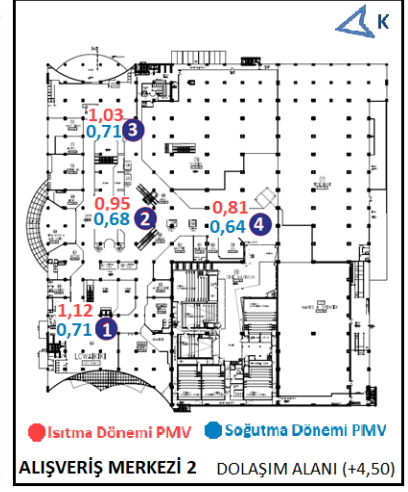 K
1,03
0,71 3
0,95
0,68 2
0,81
0,64 4
1,12
0,71 1
LCWAIKIKI
Isıtma Dönemi PMV Soğutma Dönemi PMV
ALIŞVERİŞ MERKEZİ 2 DOLAŞIM ALANI (+4,50)